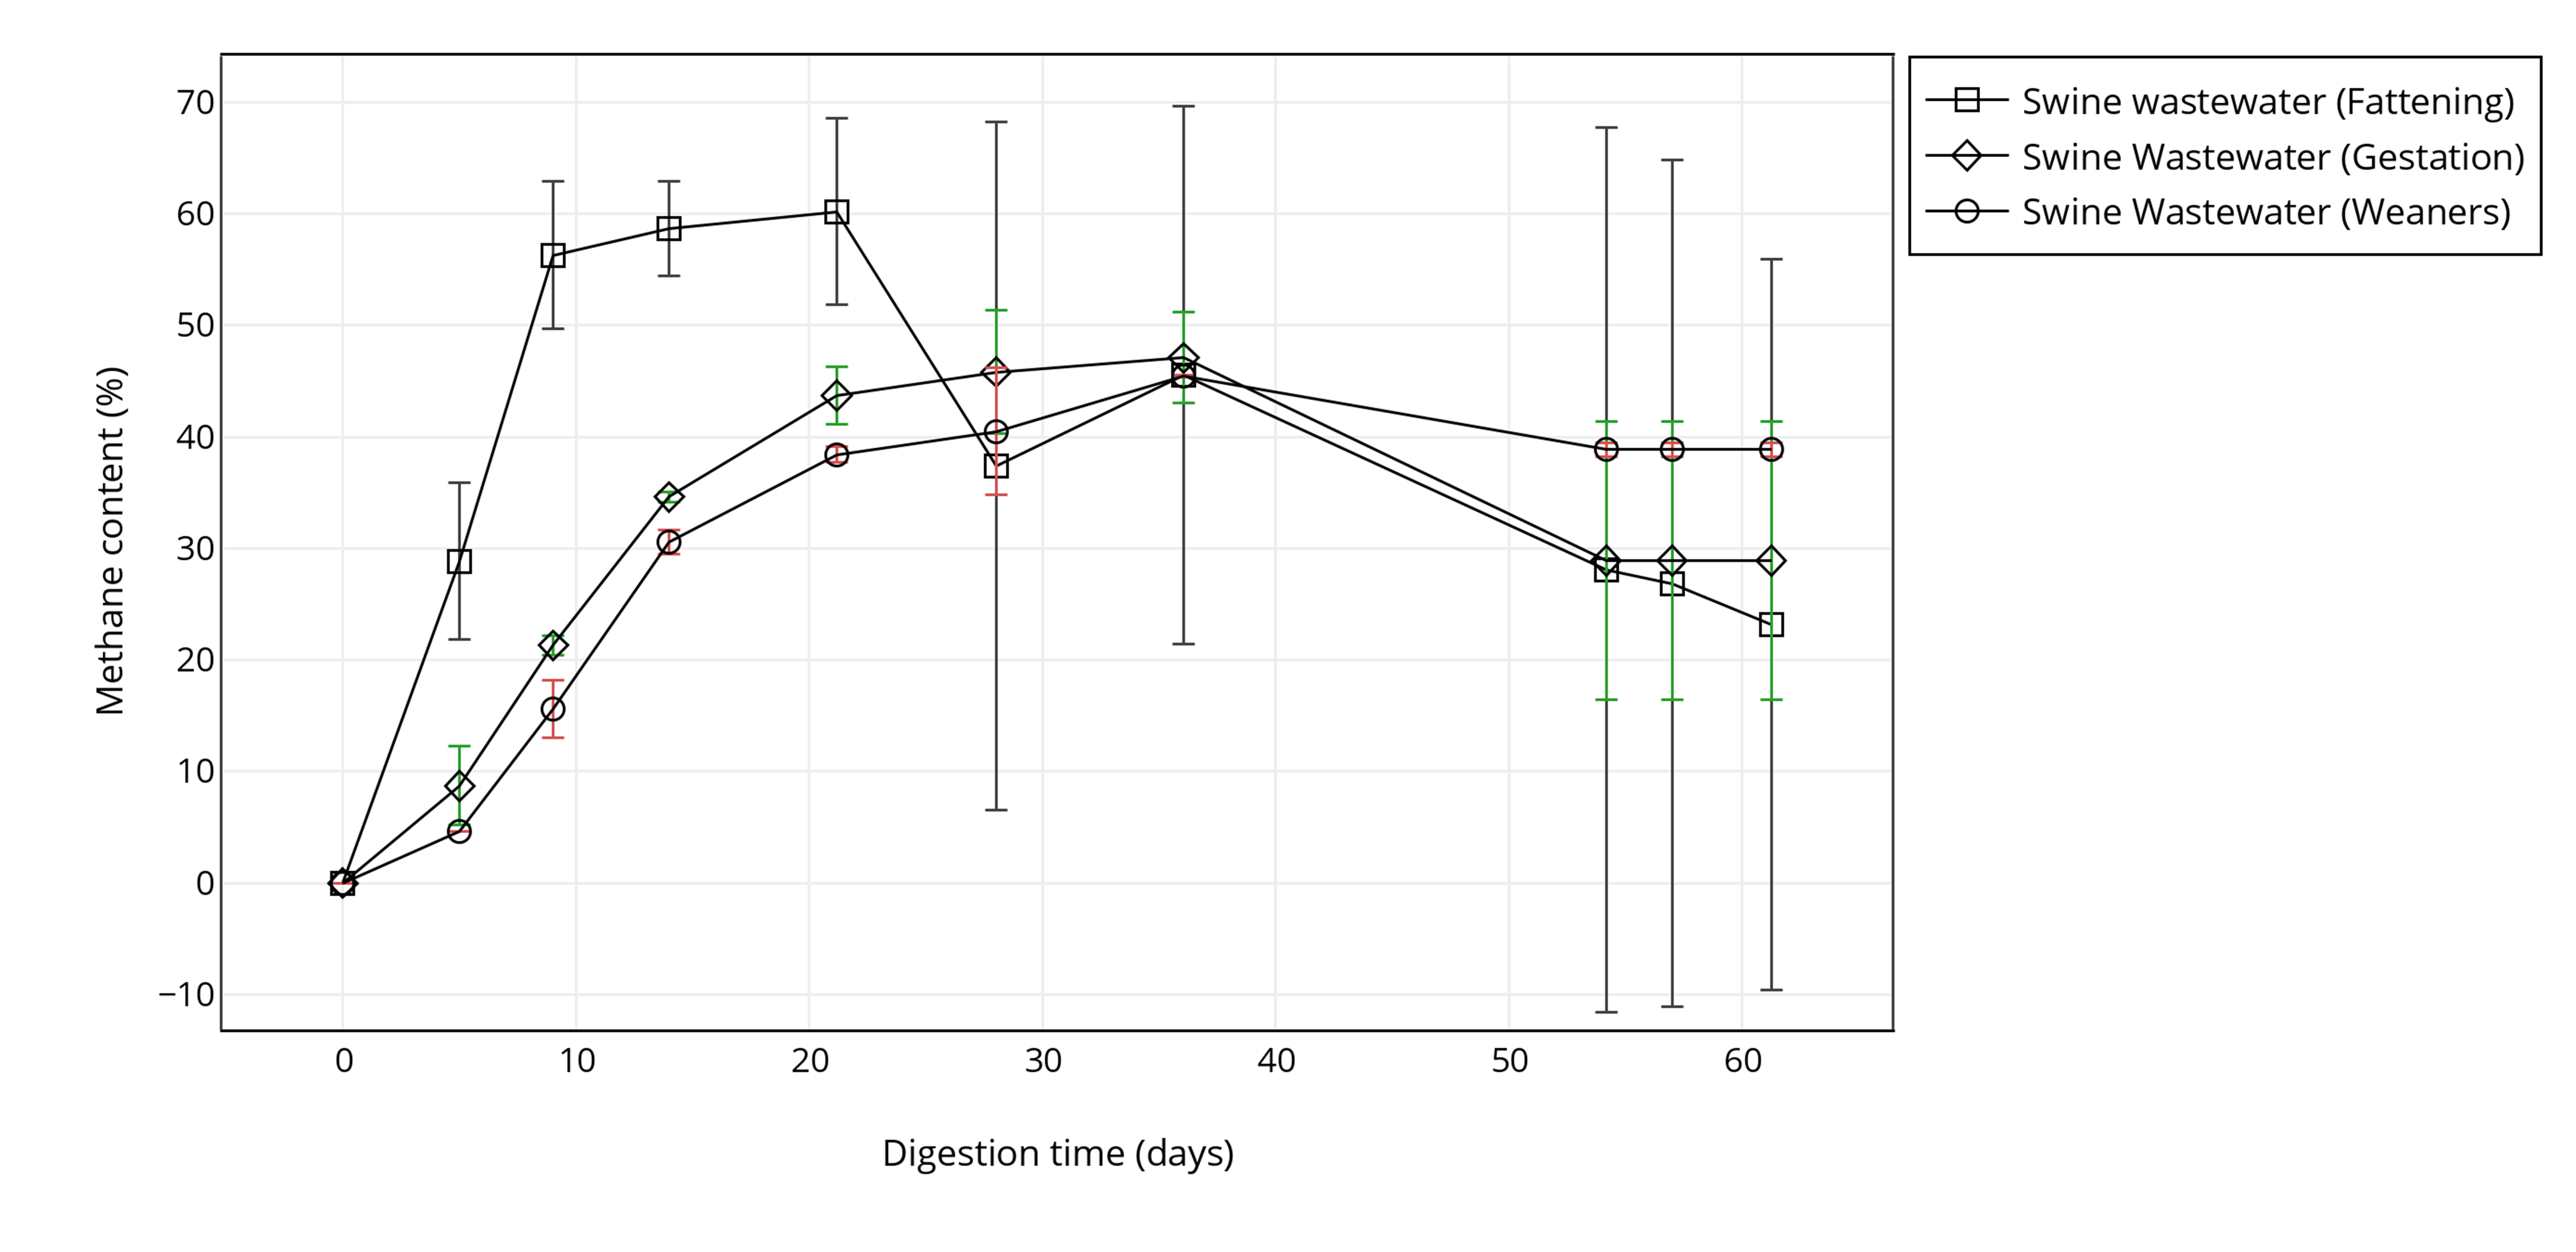 70
60
50
40
30
20
10
0
−10
Methane content (%)
0 10 20 30 40 50 60
Digestion time (days)
Swine wastewater (Fattening)
Swine Wastewater (Gestation)
Swine Wastewater (Weaners)